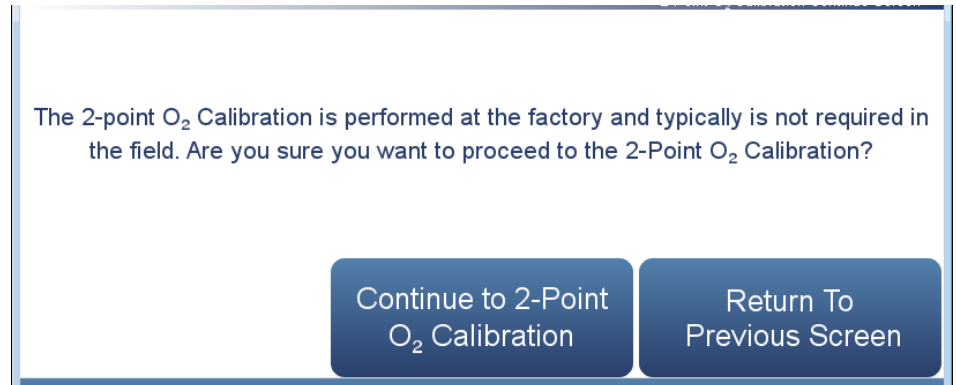 The 2-point O₂ Calibration is performed at the factory and typically is not required in
the field. Are you sure you want to proceed to the 2-Point O₂ Calibration?
Continue to 2-Point
O₂ Calibration
Return To
Previous Screen